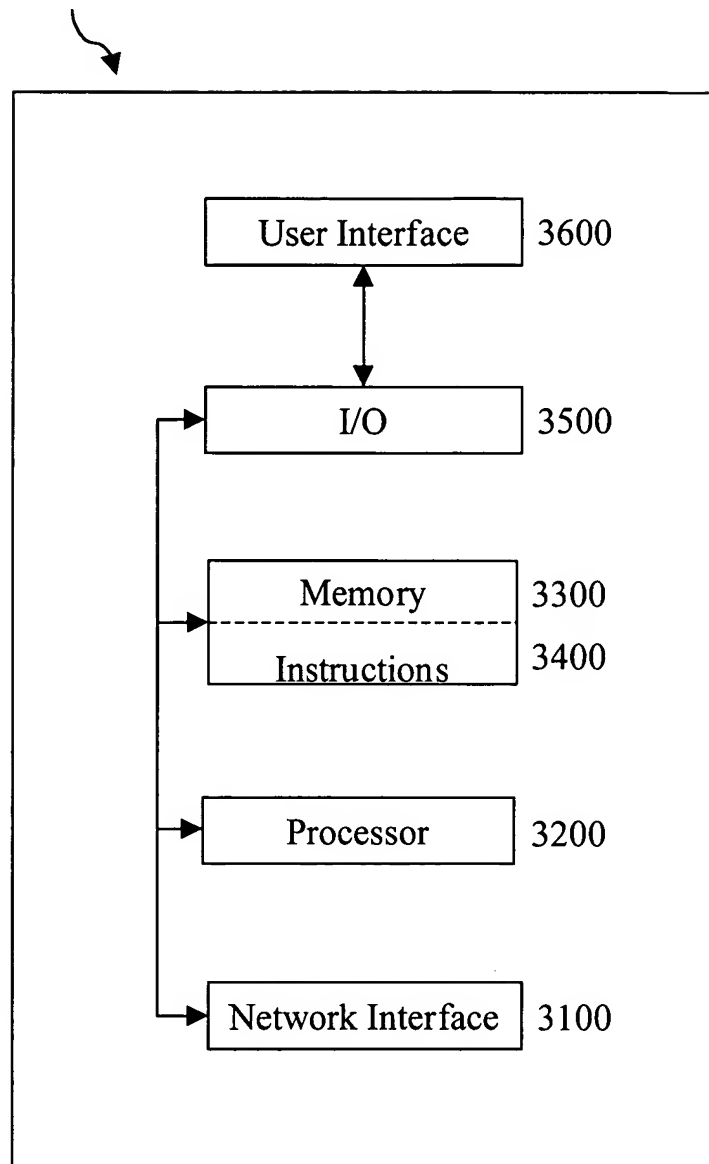 User Interface 3600
I/O 3500
Memory 3300
Instructions 3400
Processor 3200
Network Interface 3100